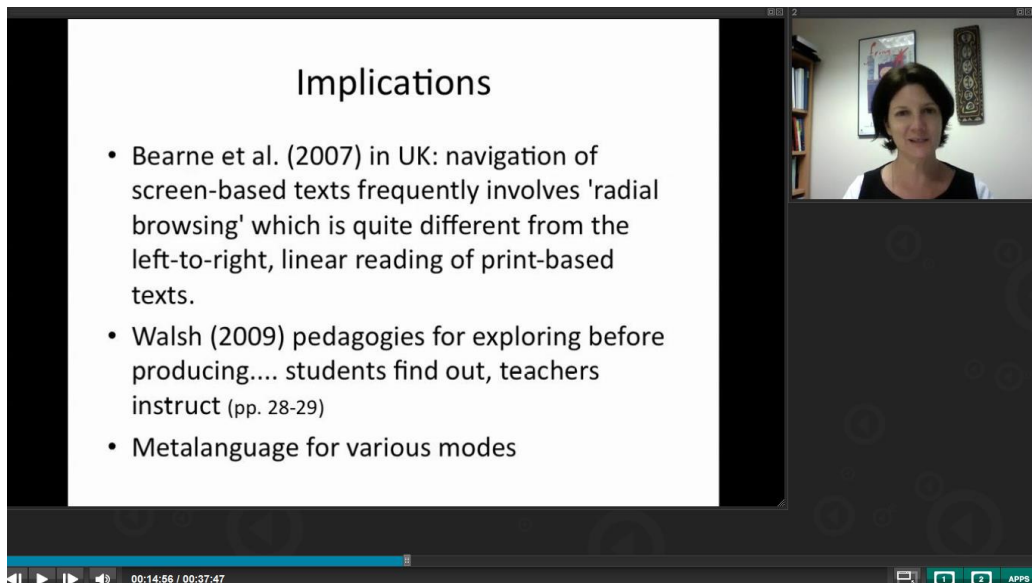 2
Implications
• Bearne et al. (2007) in UK: navigation of
screen-based texts frequently involves 'radial
browsing' which is quite different from the
left-to-right, linear reading of print-based
texts.
• Walsh (2009) pedagogies for exploring before
producing.... students find out, teachers
instruct (pp. 28-29)
• Metalanguage for various modes
00:14:56 / 00:37:47
1
2
APPS